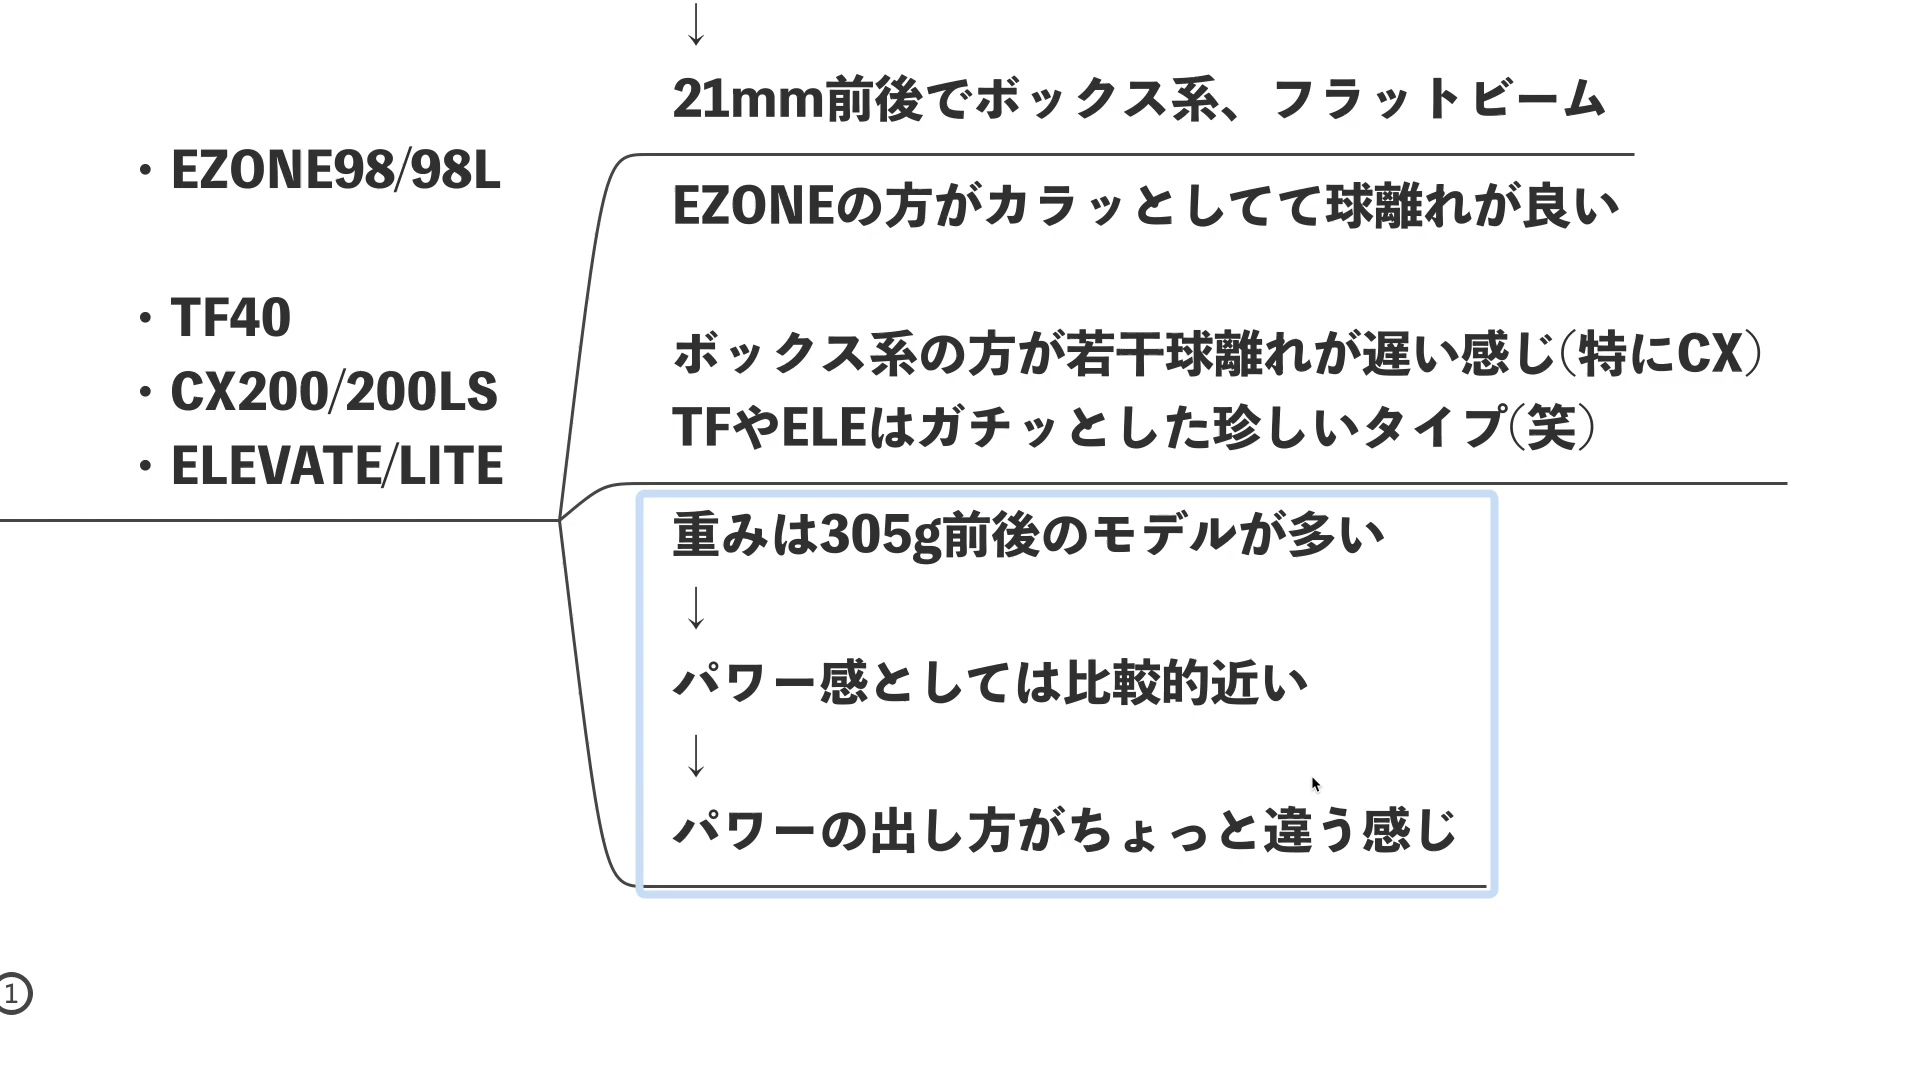 ・EZONE98/98L
・TF40
・CX200/200LS
・ELEVATE/LITE
↓
21mm前後でボックス系、フラットビーム
EZONEの方がカラッとしてて球離れが良い
ボックス系の方が若干球離れが遅い感じ(特にCX)
TFやELEはガチッとした珍しいタイプ(笑)
重みは305g前後のモデルが多い
↓
パワー感としては比較的近い
↓
パワーの出し方がちょっと違う感じ
1